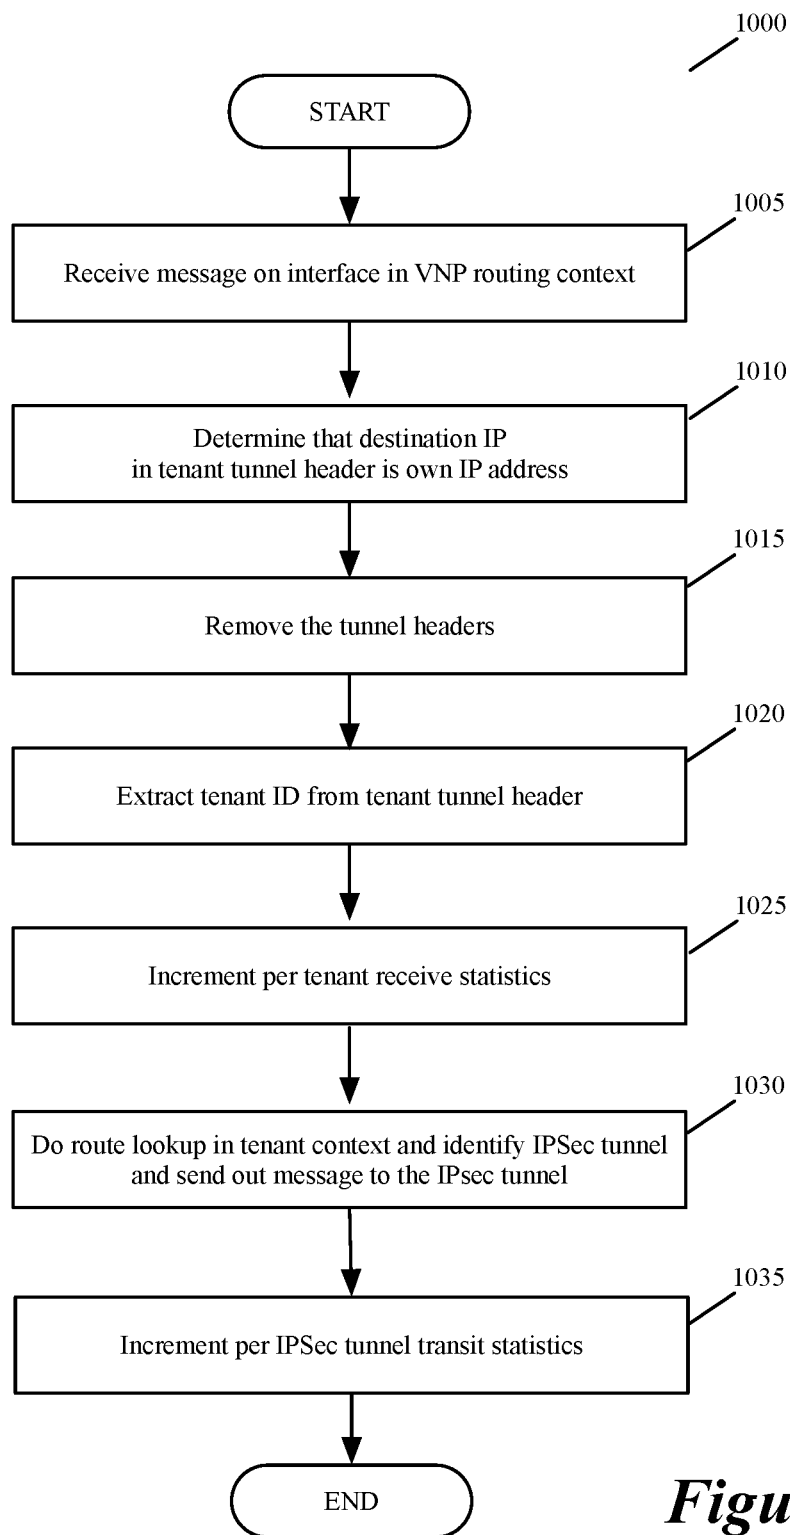 1000
START
1005
Receive message on interface in VNP routing context
1010
Determine that destination IP
in tenant tunnel header is own IP address
1015
Remove the tunnel headers
1020
Extract tenant ID from tenant tunnel header
1025
Increment per tenant receive statistics
1030
Do route lookup in tenant context and identify IPSec tunnel
and send out message to the IPsec tunnel
1035
Increment per IPSec tunnel transit statistics
END
Figu